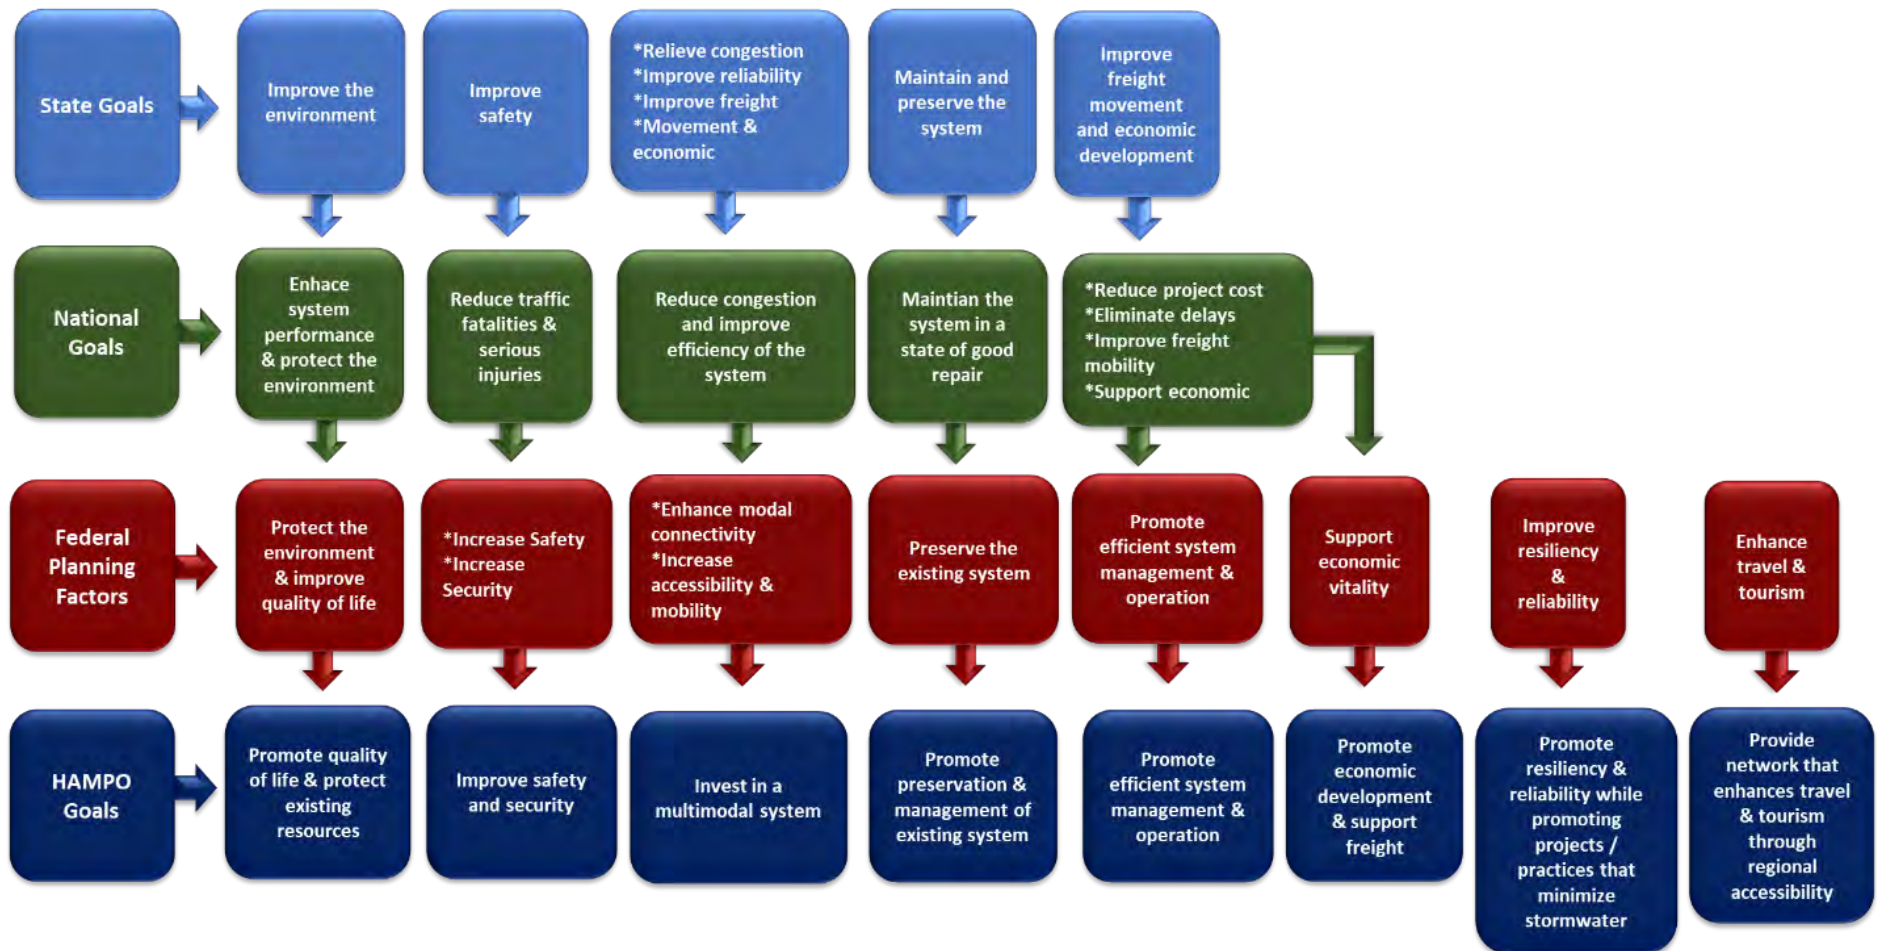 State Goals
Improve the
environment
Improve
safety
*Relieve congestion
*Improve reliability
*Improve freight
*Movement &
economic
Maintain and
preserve the
system
Improve
freight
movement
and economic
development
National
Goals
Enhace
system
performance
& protect the
environment
Reduce traffic
fatalities &
serious
injuries
Reduce congestion
and improve
efficiency of the
system
Maintian the
system in a
state of good
repair
*Reduce project cost
*Eliminate delays
*Improve freight
mobility
*Support economic
Federal
Planning
Factors
Protect the
environment
& improve
quality of life
*Increase Safety
*Increase
Security
*Enhance modal
connectivity
*Increase
accessibility &
mobility
Preserve the
existing system
Promote
efficient system
management &
operation
Support
economic
vitality
Improve
resiliency
&
reliability
Enhance
travel &
tourism
HAMPO
Goals
Promote quality
of life & protect
existing
resources
Improve safety
and security
Invest in a
multimodal system
Promote
preservation &
management of
existing system
Promote
efficient system
management &
operation
Promote
economic
development
& support
freight
Promote
resiliency &
reliability while
promoting
projects /
practices that
minimize
stormwater
Provide
network that
enhances travel
& tourism
through
regional
accessibility